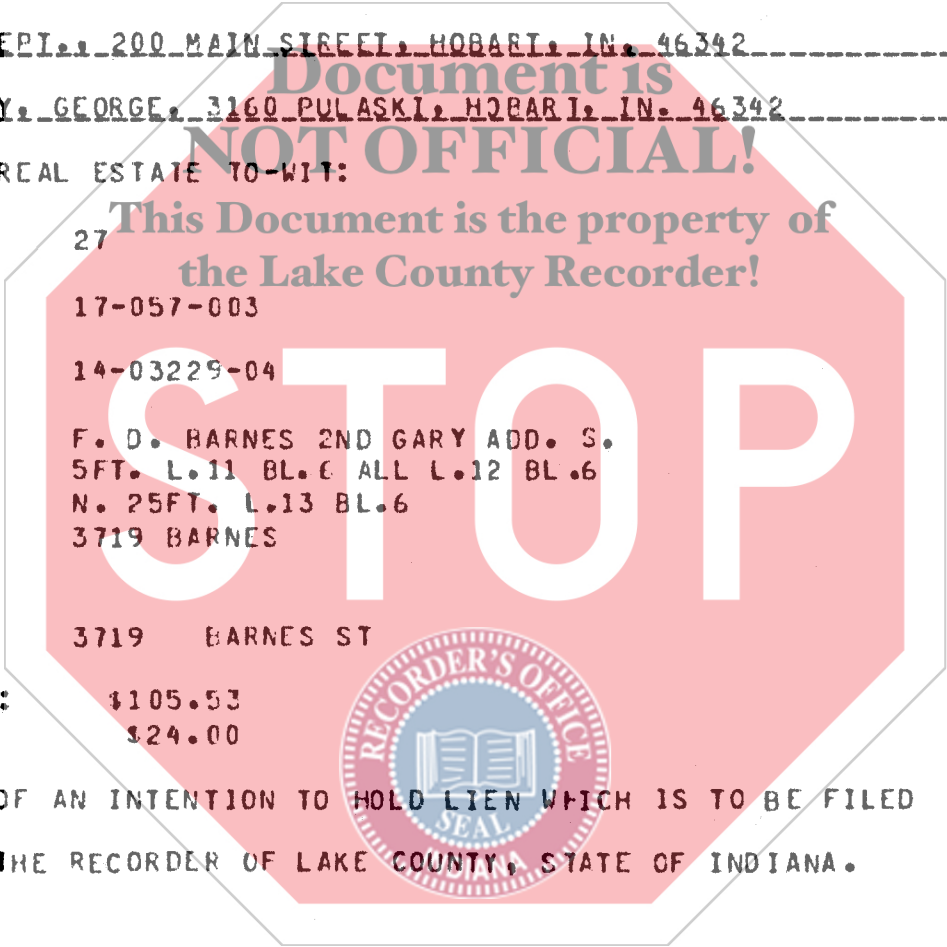 EPT., 200 MAIN STREET, HOBART, IN. 46342
Document is
Y, GEORGE, 3160 PULASKI, HOBART, IN. 46342
NOT OFFICIAL!
REAL ESTATE TO-WIT:
This Document is the property of
27
the Lake County Recorder!
17-057-003
14-03229-04
STOP
F. D. BARNES 2ND GARY ADD. S.
5FT. L.11 BL.6 ALL L.12 BL.6
N. 25FT. L.13 BL.6
3719 BARNES
3719 BARNES ST
RECORDER'S OFFICE
: $105.53
$24.00
OF AN INTENTION TO HOLD LIEN WHICH IS TO BE FILED
SEAL
THE RECORDER OF LAKE COUNTY, STATE OF INDIANA.
INDIANA